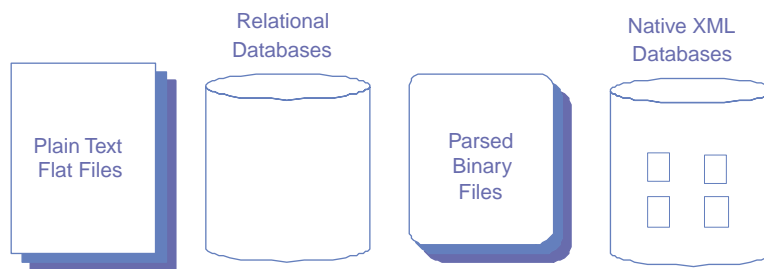 Plain Text
Flat Files
Relational
Databases
Parsed
Binary
Files
Native XML
Databases